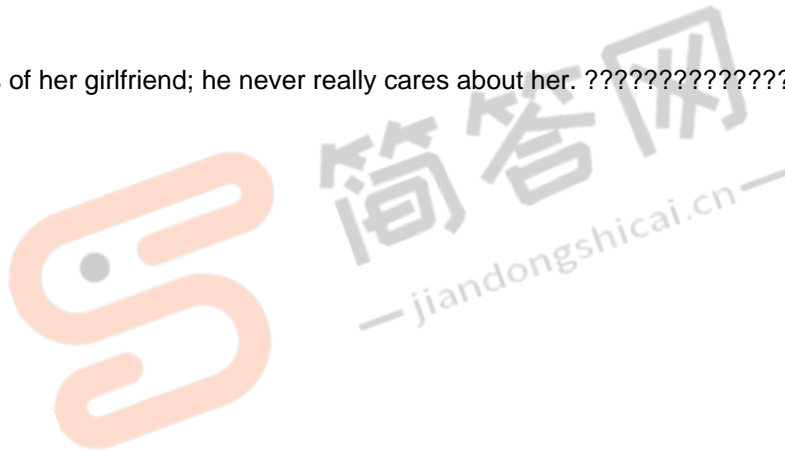 of her girlfriend; he never really cares about her. ??????????????
简答网
jiandongshicai.cn